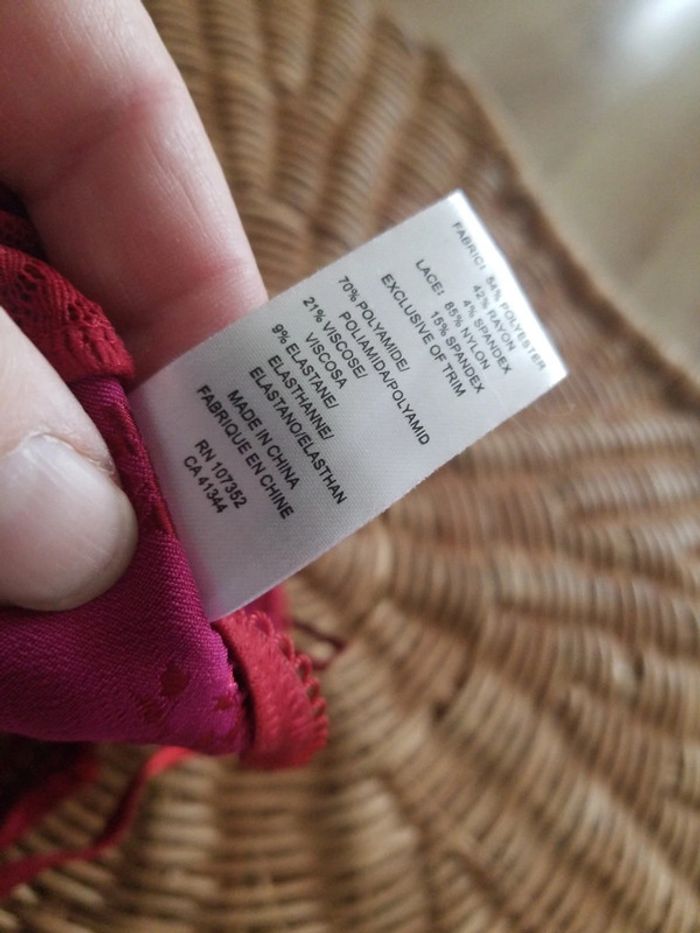 FABRIC: 54% POLYESTER
42% RAYON
4% SPANDEX
LACE: 85% NYLON
15% SPANDEX
EXCLUSIVE OF TRIM
70% POLYAMIDE/
POLIAMIDA/POLYAMID
21% VISCOSE/
VISCOSA
9% ELASTANE/
ELASTHANNE/
ELASTANO/ELASTHAN
MADE IN CHINA
FABRIQUE EN CHINE
RN 107352
CA 41344